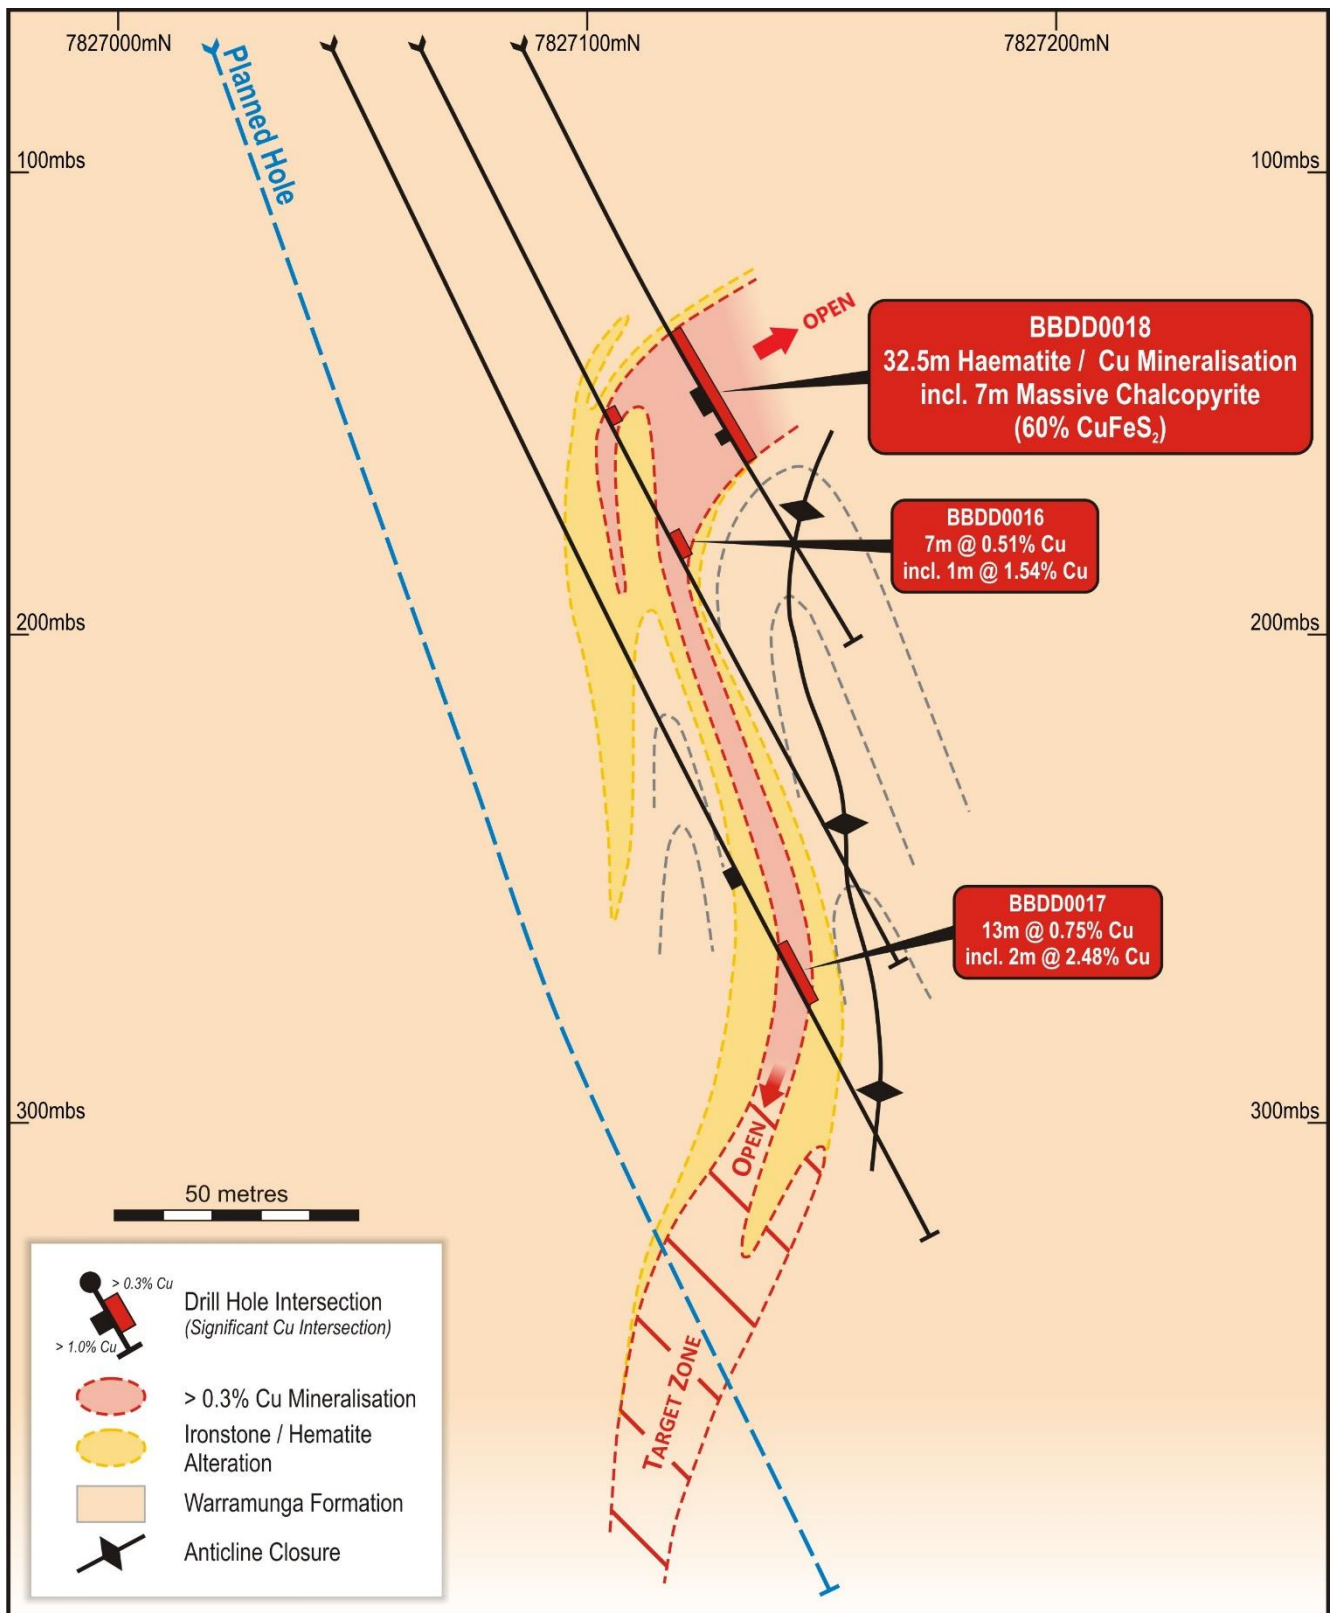 7827000mN
7827100mN
7827200mN
Planned Hole
100mbs
100mbs
OPEN
BBDD0018
32.5m Haematite / Cu Mineralisation
incl. 7m Massive Chalcopyrite
(60% CuFeS₂)
BBDD0016
7m @ 0.51% Cu
incl. 1m @ 1.54% Cu
200mbs
200mbs
BBDD0017
13m @ 0.75% Cu
incl. 2m @ 2.48% Cu
300mbs
300mbs
OPEN
TARGET ZONE
50 metres
> 0.3% Cu
Drill Hole Intersection
(Significant Cu Intersection)
> 1.0% Cu
> 0.3% Cu Mineralisation
Ironstone / Hematite
Alteration
Warramunga Formation
Anticline Closure